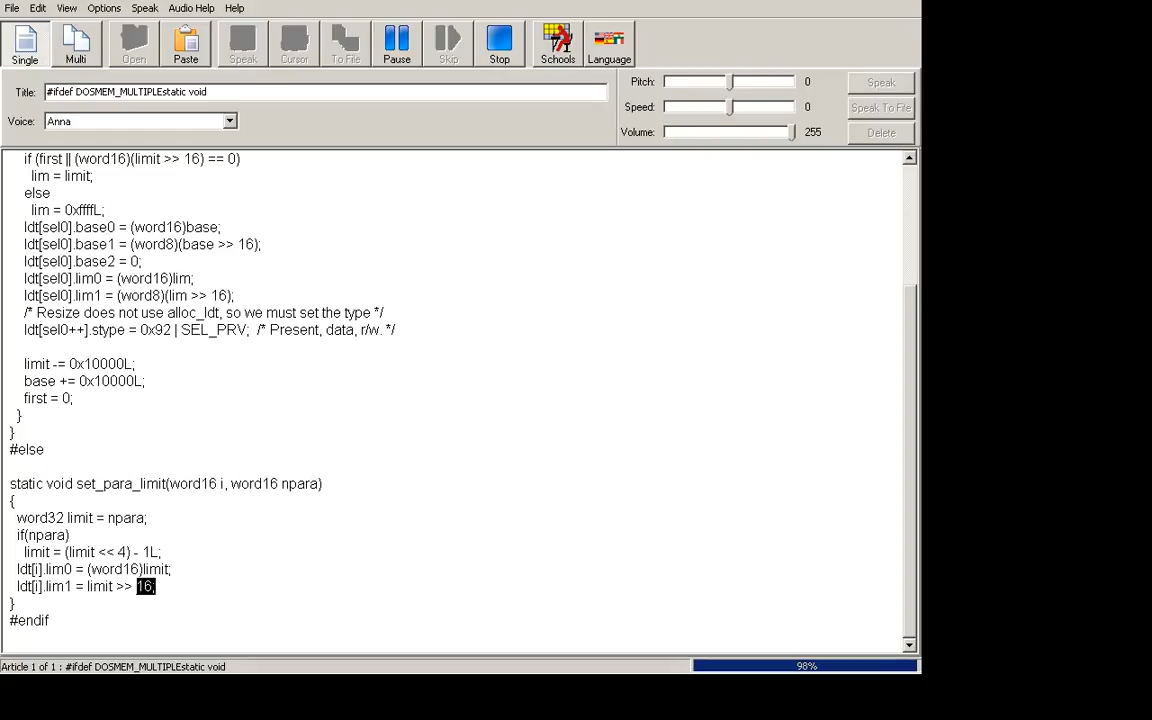 File Edit View Options Speak Audio Help Help
Single Multi Open Paste Speak Cursor To File Pause Skip Stop Schools Language
Title: #ifdef DOSMEM_MULTIPLEstatic void
Voice: Anna
Pitch: 0 Speak
Speed: 0 Speak To File
Volume: 255 Delete
if (first || (word16)(limit >> 16) == 0)
lim = limit;
else
lim = 0xffffL;
ldt[sel0].base0 = (word16)base;
ldt[sel0].base1 = (word8)(base >> 16);
ldt[sel0].base2 = 0;
ldt[sel0].lim0 = (word16)lim;
ldt[sel0].lim1 = (word8)(lim >> 16);
/* Resize does not use alloc_ldt, so we must set the type */
ldt[sel0++].stype = 0x92 | SEL_PRV; /* Present, data, r/w. */
limit -= 0x10000L;
base += 0x10000L;
first = 0;
}
}
#else
static void set_para_limit(word16 i, word16 npara)
{
word32 limit = npara;
if(npara)
limit = (limit << 4) - 1L;
ldt[i].lim0 = (word16)limit;
ldt[i].lim1 = limit >> 16;
}
#endif
Article 1 of 1 : #ifdef DOSMEM_MULTIPLEstatic void 98%